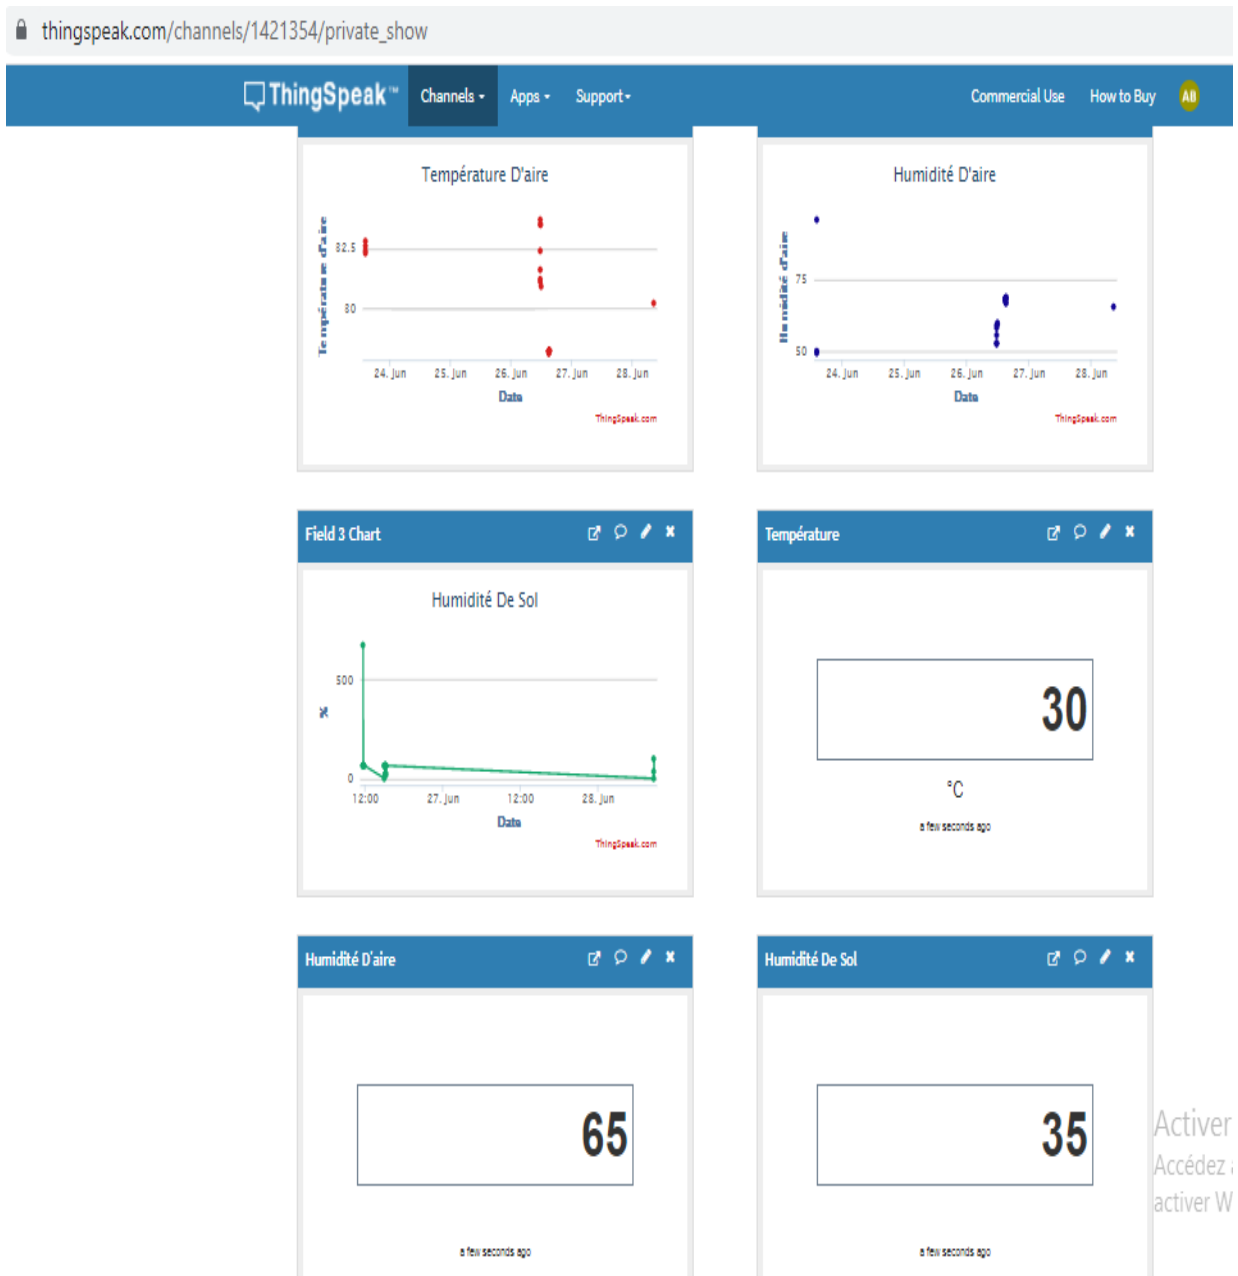 thingspeak.com/channels/1421354/private_show
ThingSpeak™ Channels Apps Support Commercial Use How to Buy AB
Température D'aire
Température d'aire
82.5
80
24. Jun 25. Jun 26. Jun 27. Jun 28. Jun
Date
ThingSpeak.com
Humidité D'aire
Humidité d'aire
75
50
24. Jun 25. Jun 26. Jun 27. Jun 28. Jun
Date
ThingSpeak.com
Field 3 Chart
Humidité De Sol
%
500
0
12:00 27. Jun 12:00 28. Jun
Date
ThingSpeak.com
Température
30
°C
a few seconds ago
Humidité D'aire
65
a few seconds ago
Humidité De Sol
35
a few seconds ago
Activer
Accédez
activer W